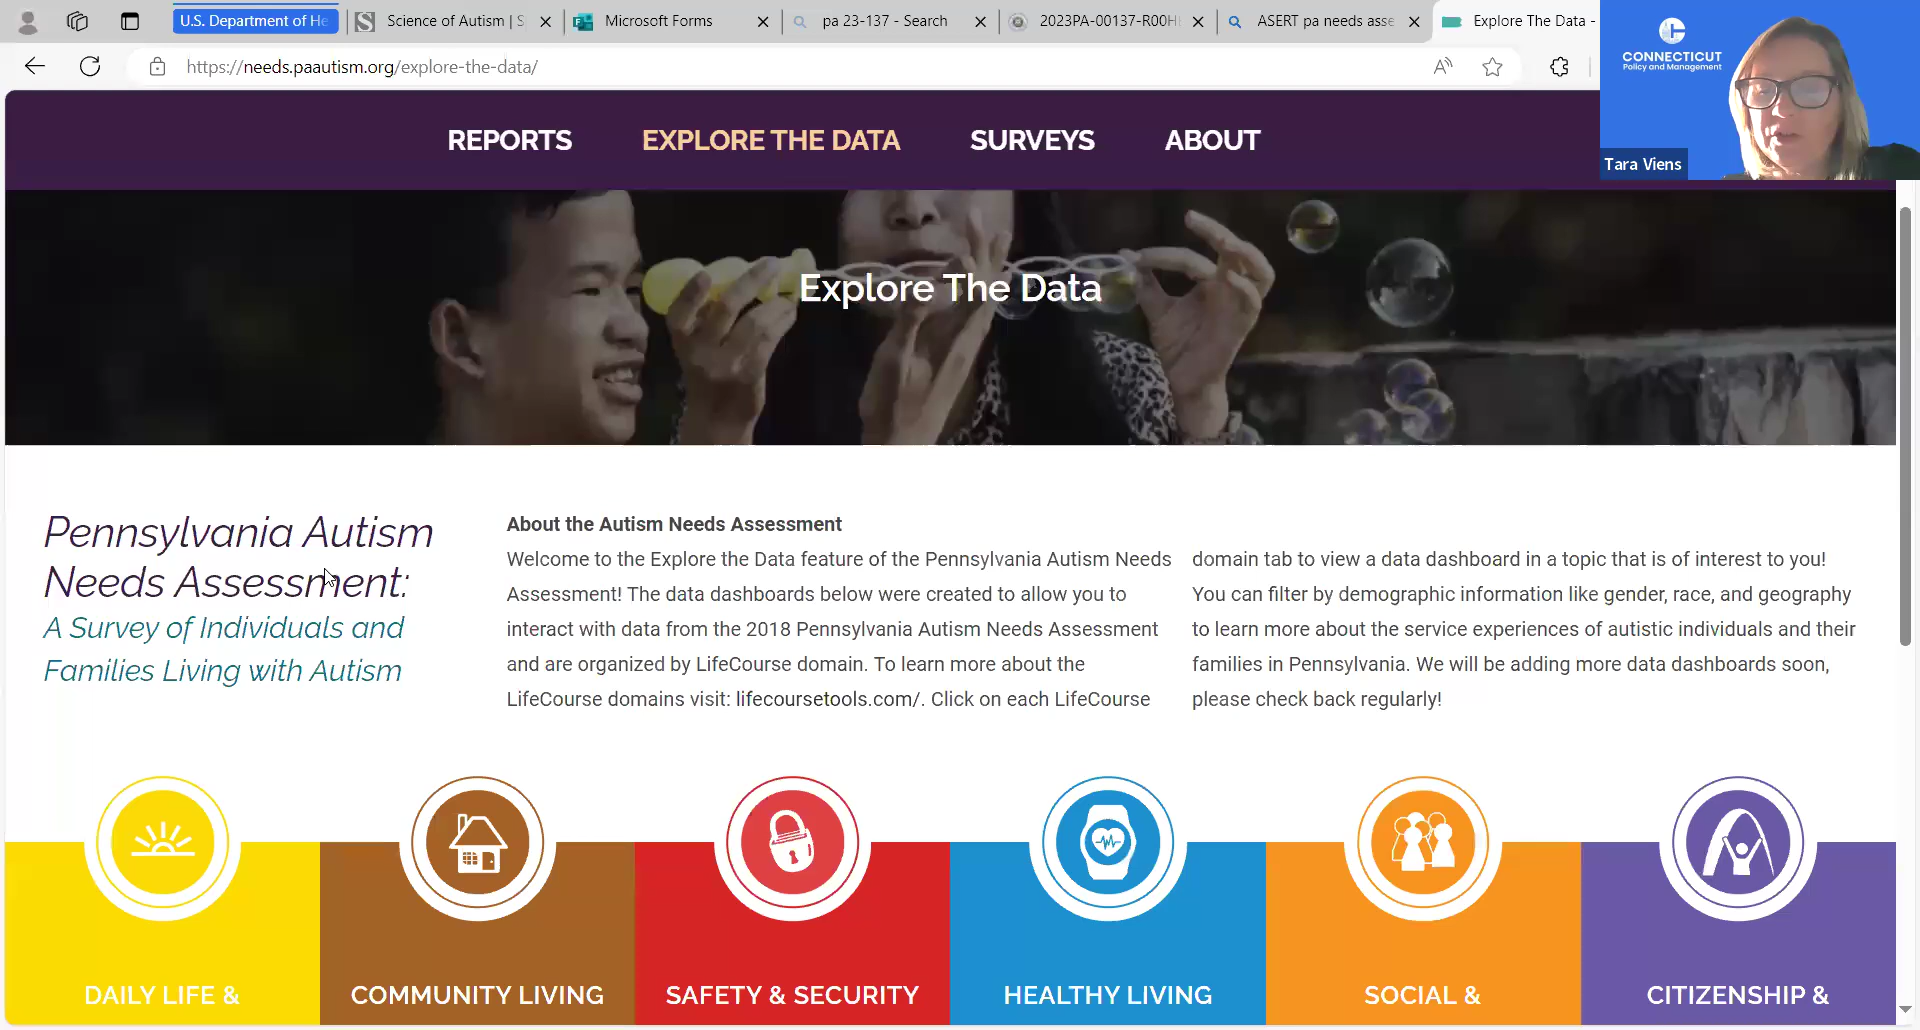 U.S. Department of He
Science of Autism | S
Microsoft Forms
pa 23-137 - Search
2023PA-00137-R00H
ASERT pa needs asse
Explore The Data -
https://needs.paautism.org/explore-the-data/
CONNECTICUT
Policy and Management
Tara Viens
REPORTS
EXPLORE THE DATA
SURVEYS
ABOUT
Explore The Data
Pennsylvania Autism
Needs Assessment:
A Survey of Individuals and
Families Living with Autism
About the Autism Needs Assessment
Welcome to the Explore the Data feature of the Pennsylvania Autism Needs
Assessment! The data dashboards below were created to allow you to
interact with data from the 2018 Pennsylvania Autism Needs Assessment
and are organized by LifeCourse domain. To learn more about the
LifeCourse domains visit: lifecoursetools.com/. Click on each LifeCourse
domain tab to view a data dashboard in a topic that is of interest to you!
You can filter by demographic information like gender, race, and geography
to learn more about the service experiences of autistic individuals and their
families in Pennsylvania. We will be adding more data dashboards soon,
please check back regularly!
DAILY LIFE &
COMMUNITY LIVING
SAFETY & SECURITY
HEALTHY LIVING
SOCIAL &
CITIZENSHIP &